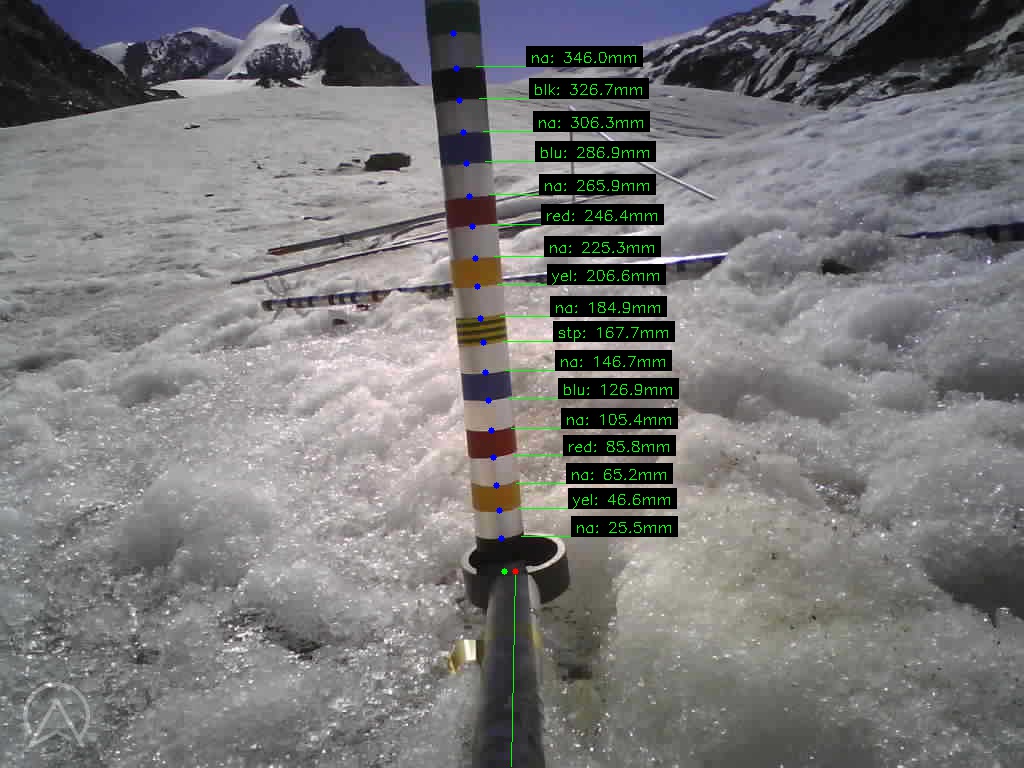 na: 346.0mm
blk: 326.7mm
na: 306.3mm
blu: 286.9mm
na: 265.9mm
red: 246.4mm
na: 225.3mm
yel: 206.6mm
na: 184.9mm
stp: 167.7mm
na: 146.7mm
blu: 126.9mm
na: 105.4mm
red: 85.8mm
na: 65.2mm
yel: 46.6mm
na: 25.5mm